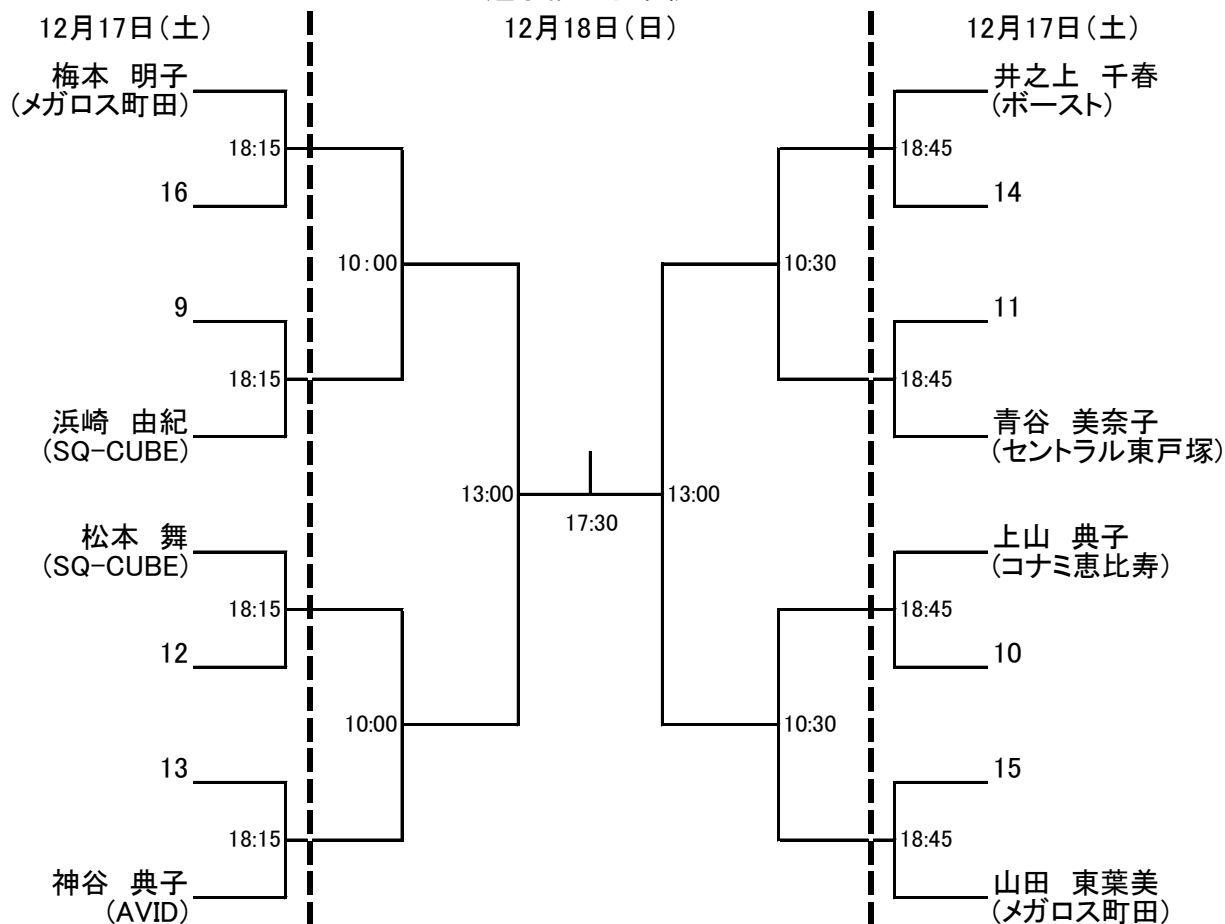 12月17日(土)
12月18日(日)
12月17日(土)
梅本　明子
(メガロス町田)
18:15
16
10:00
9
18:15
浜崎　由紀
(SQ-CUBE)
松本　舞
(SQ-CUBE)
18:15
12
10:00
13
18:15
神谷　典子
(AVID)
13:00
17:30
13:00
井之上　千春
(ボースト)
18:45
14
10:30
11
18:45
青谷　美奈子
(セントラル東戸塚)
上山　典子
(コナミ恵比寿)
18:45
10
10:30
15
18:45
山田　東葉美
(メガロス町田)